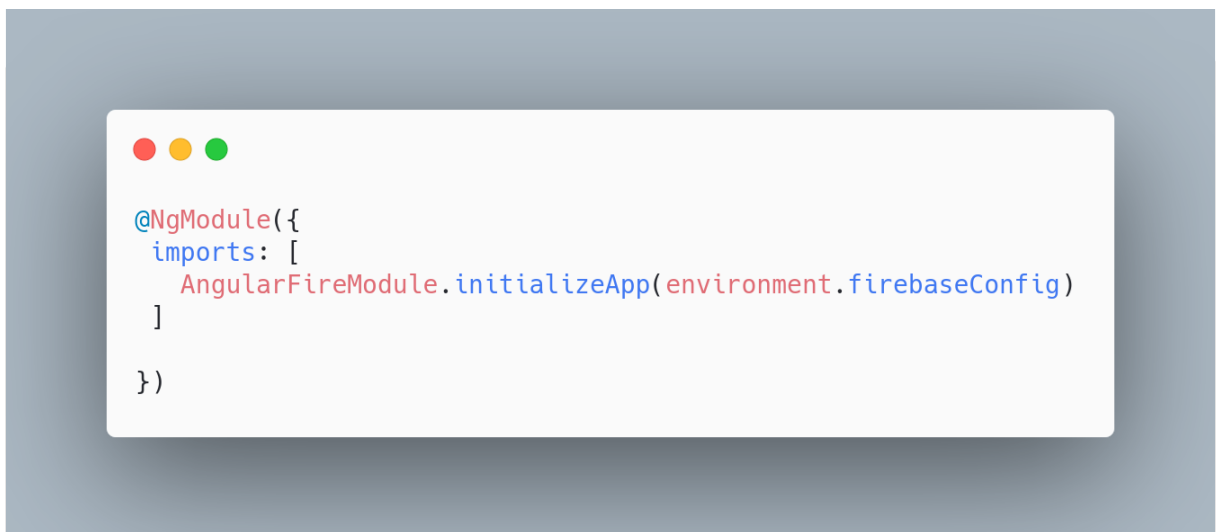 @NgModule({
 imports: [
   AngularFireModule.initializeApp(environment.firebaseConfig)
 ]
})